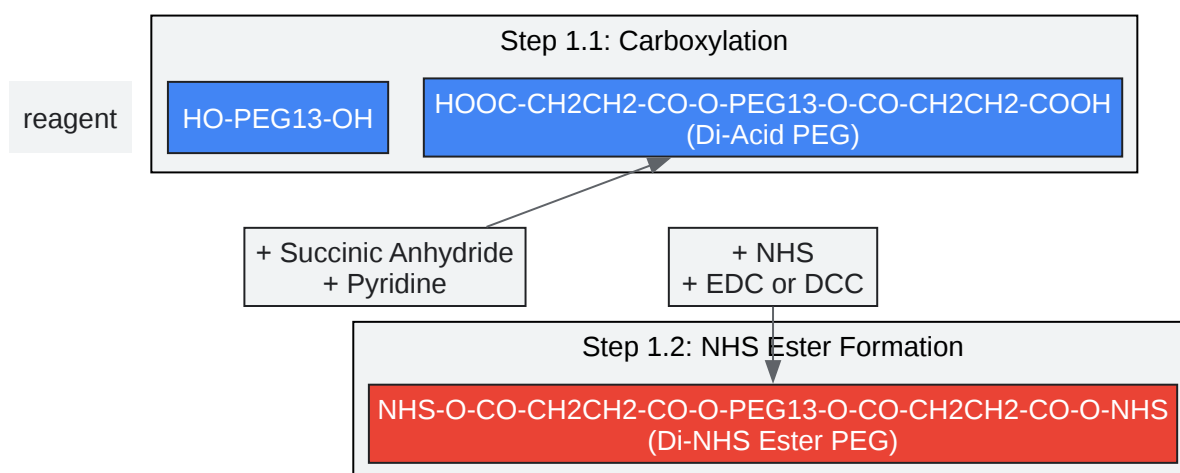 Step 1.1: Carboxylation
reagent
HO-PEG13-OH
HOOC-CH2CH2-CO-O-PEG13-O-CO-CH2CH2-COOH
(Di-Acid PEG)
+ Succinic Anhydride
+ Pyridine
+ NHS
+ EDC or DCC
Step 1.2: NHS Ester Formation
NHS-O-CO-CH2CH2-CO-O-PEG13-O-CO-CH2CH2-CO-O-NHS
(Di-NHS Ester PEG)